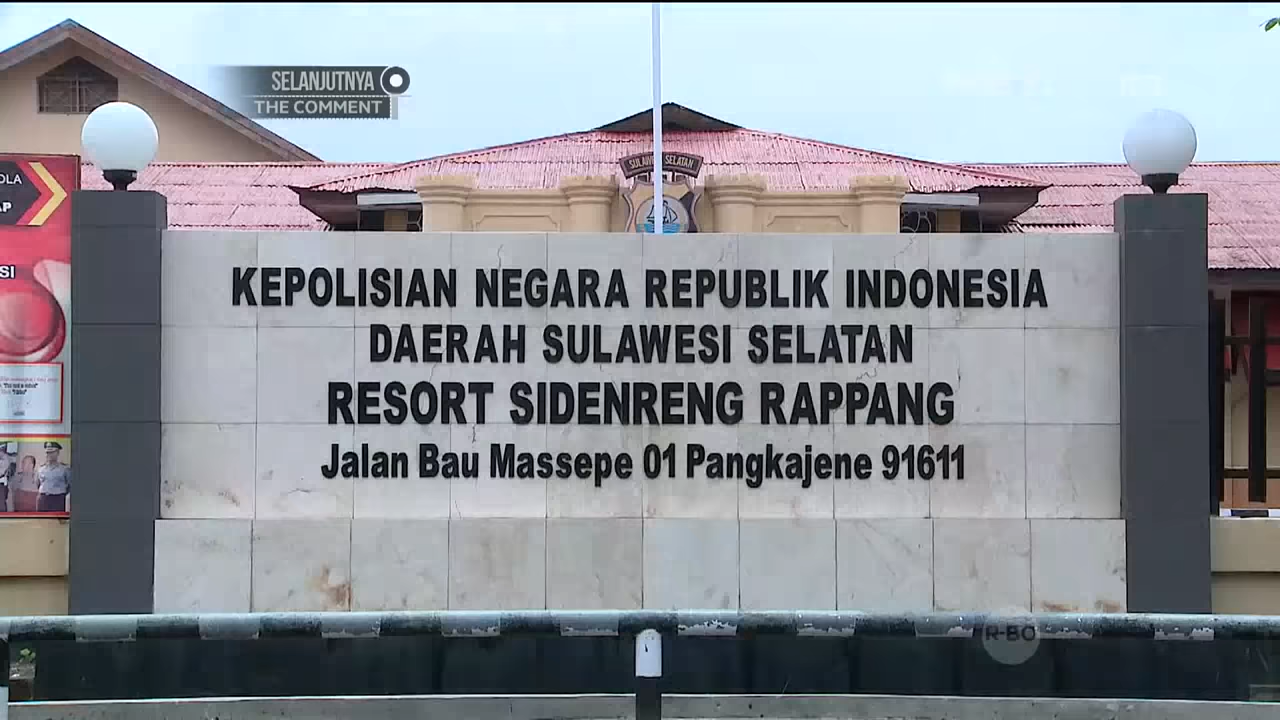 SELANJUTNYA
THE COMMENT
SULAWESI SELATAN
KEPOLISIAN NEGARA REPUBLIK INDONESIA
DAERAH SULAWESI SELATAN
RESORT SIDENRENG RAPPANG
Jalan Bau Massepe 01 Pangkajene 91611
R-BO